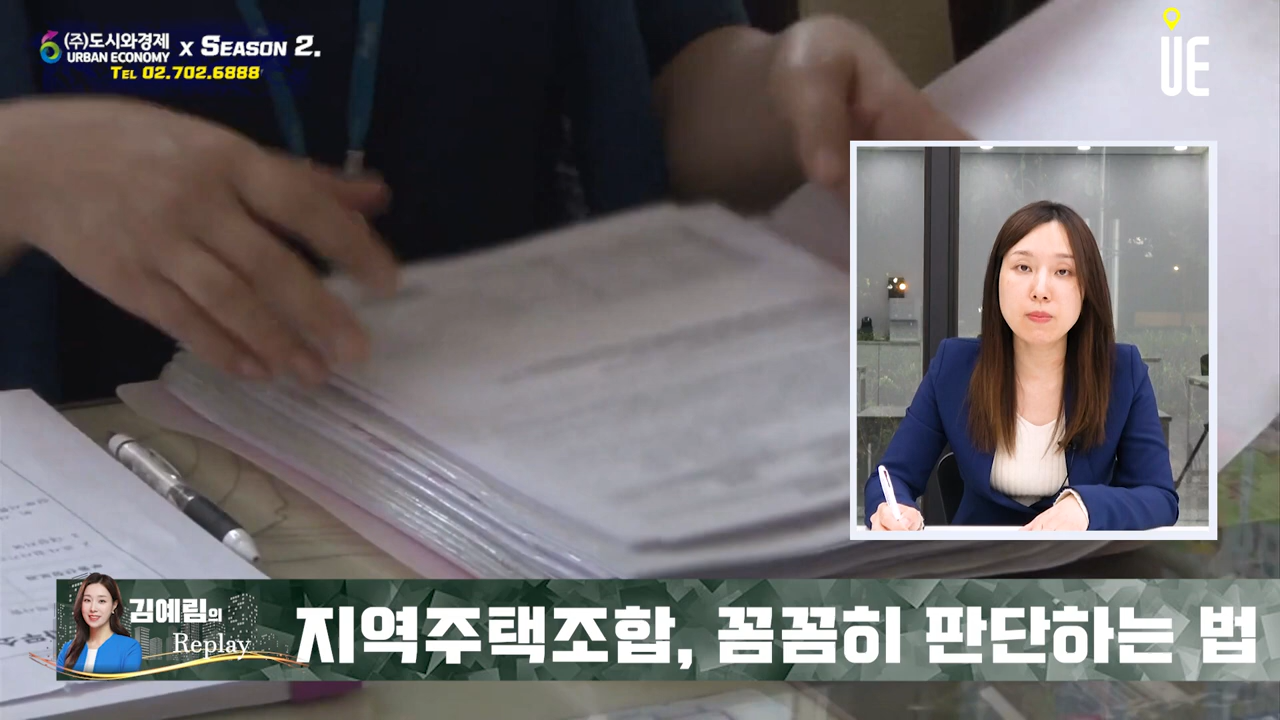 (주)도시와경제
URBAN ECONOMY
X SEASON 2.
TEL 02.702.6888
UE
김예림의
Replay
지역주택조합, 꼼꼼히 판단하는 법